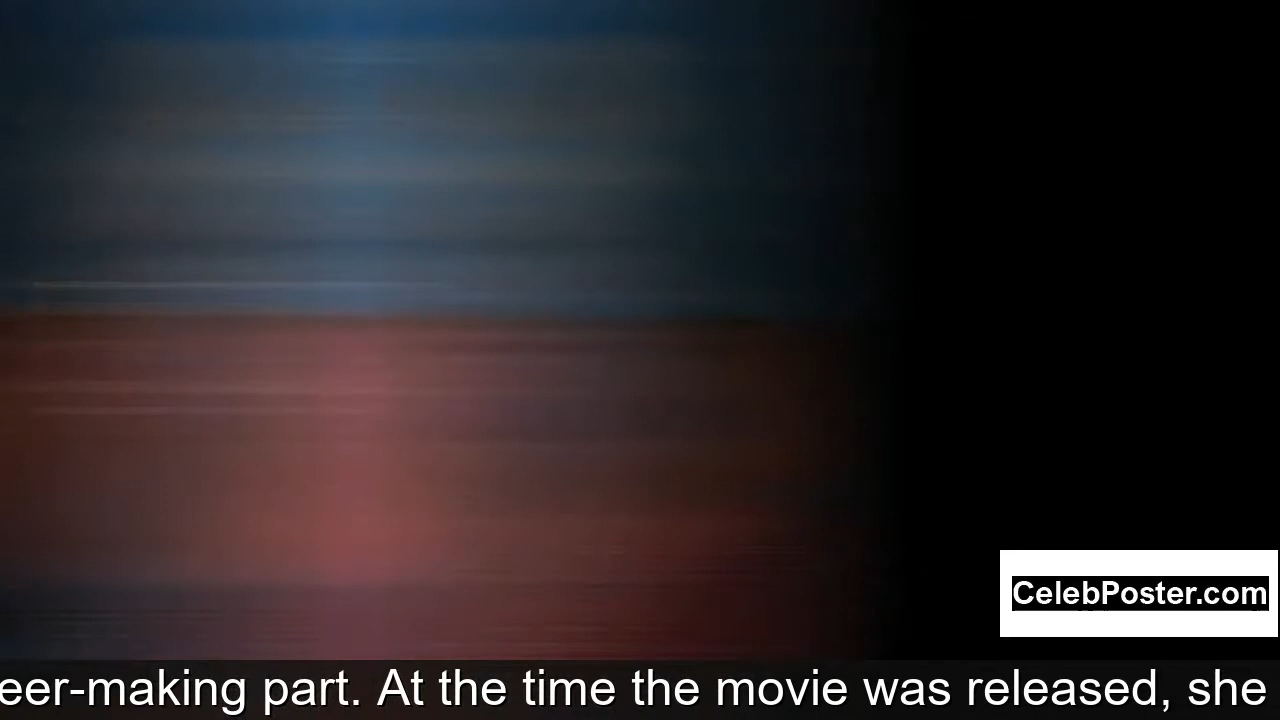 CelebPoster.com
eer-making part. At the time the movie was released, she